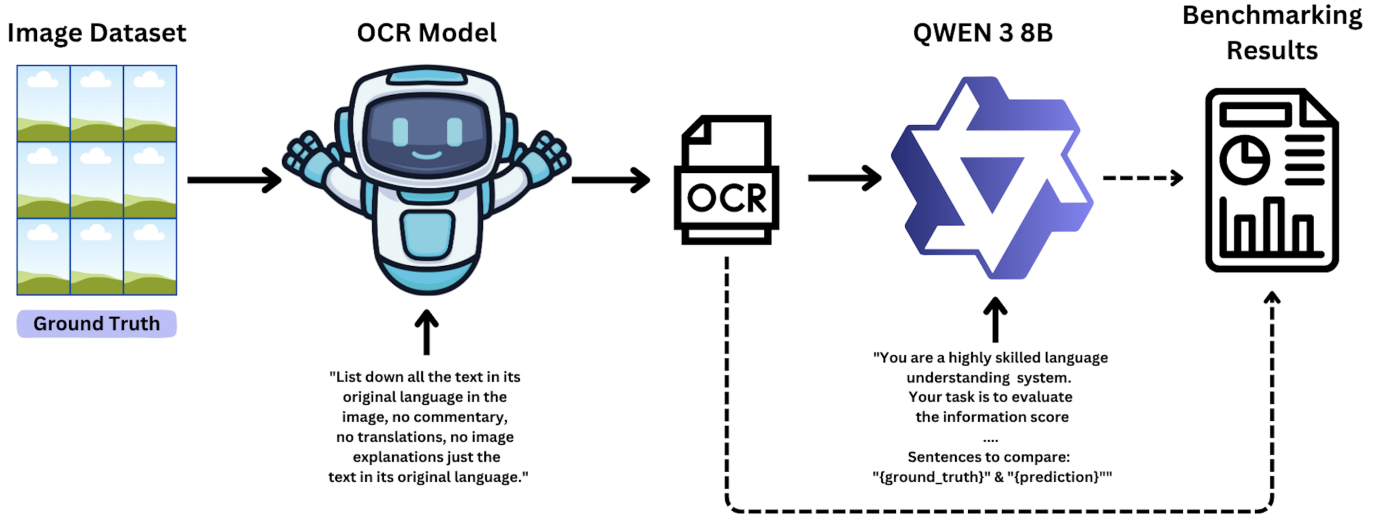 Image Dataset
OCR Model
QWEN 3 8B
Benchmarking
Results
OCR
Ground Truth
"List down all the text in its
original language in the
image, no commentary,
no translations, no image
explanations just the
text in its original language."
"You are a highly skilled language
understanding system.
Your task is to evaluate
the information score
....
Sentences to compare:
"{ground_truth}" & "{prediction}""